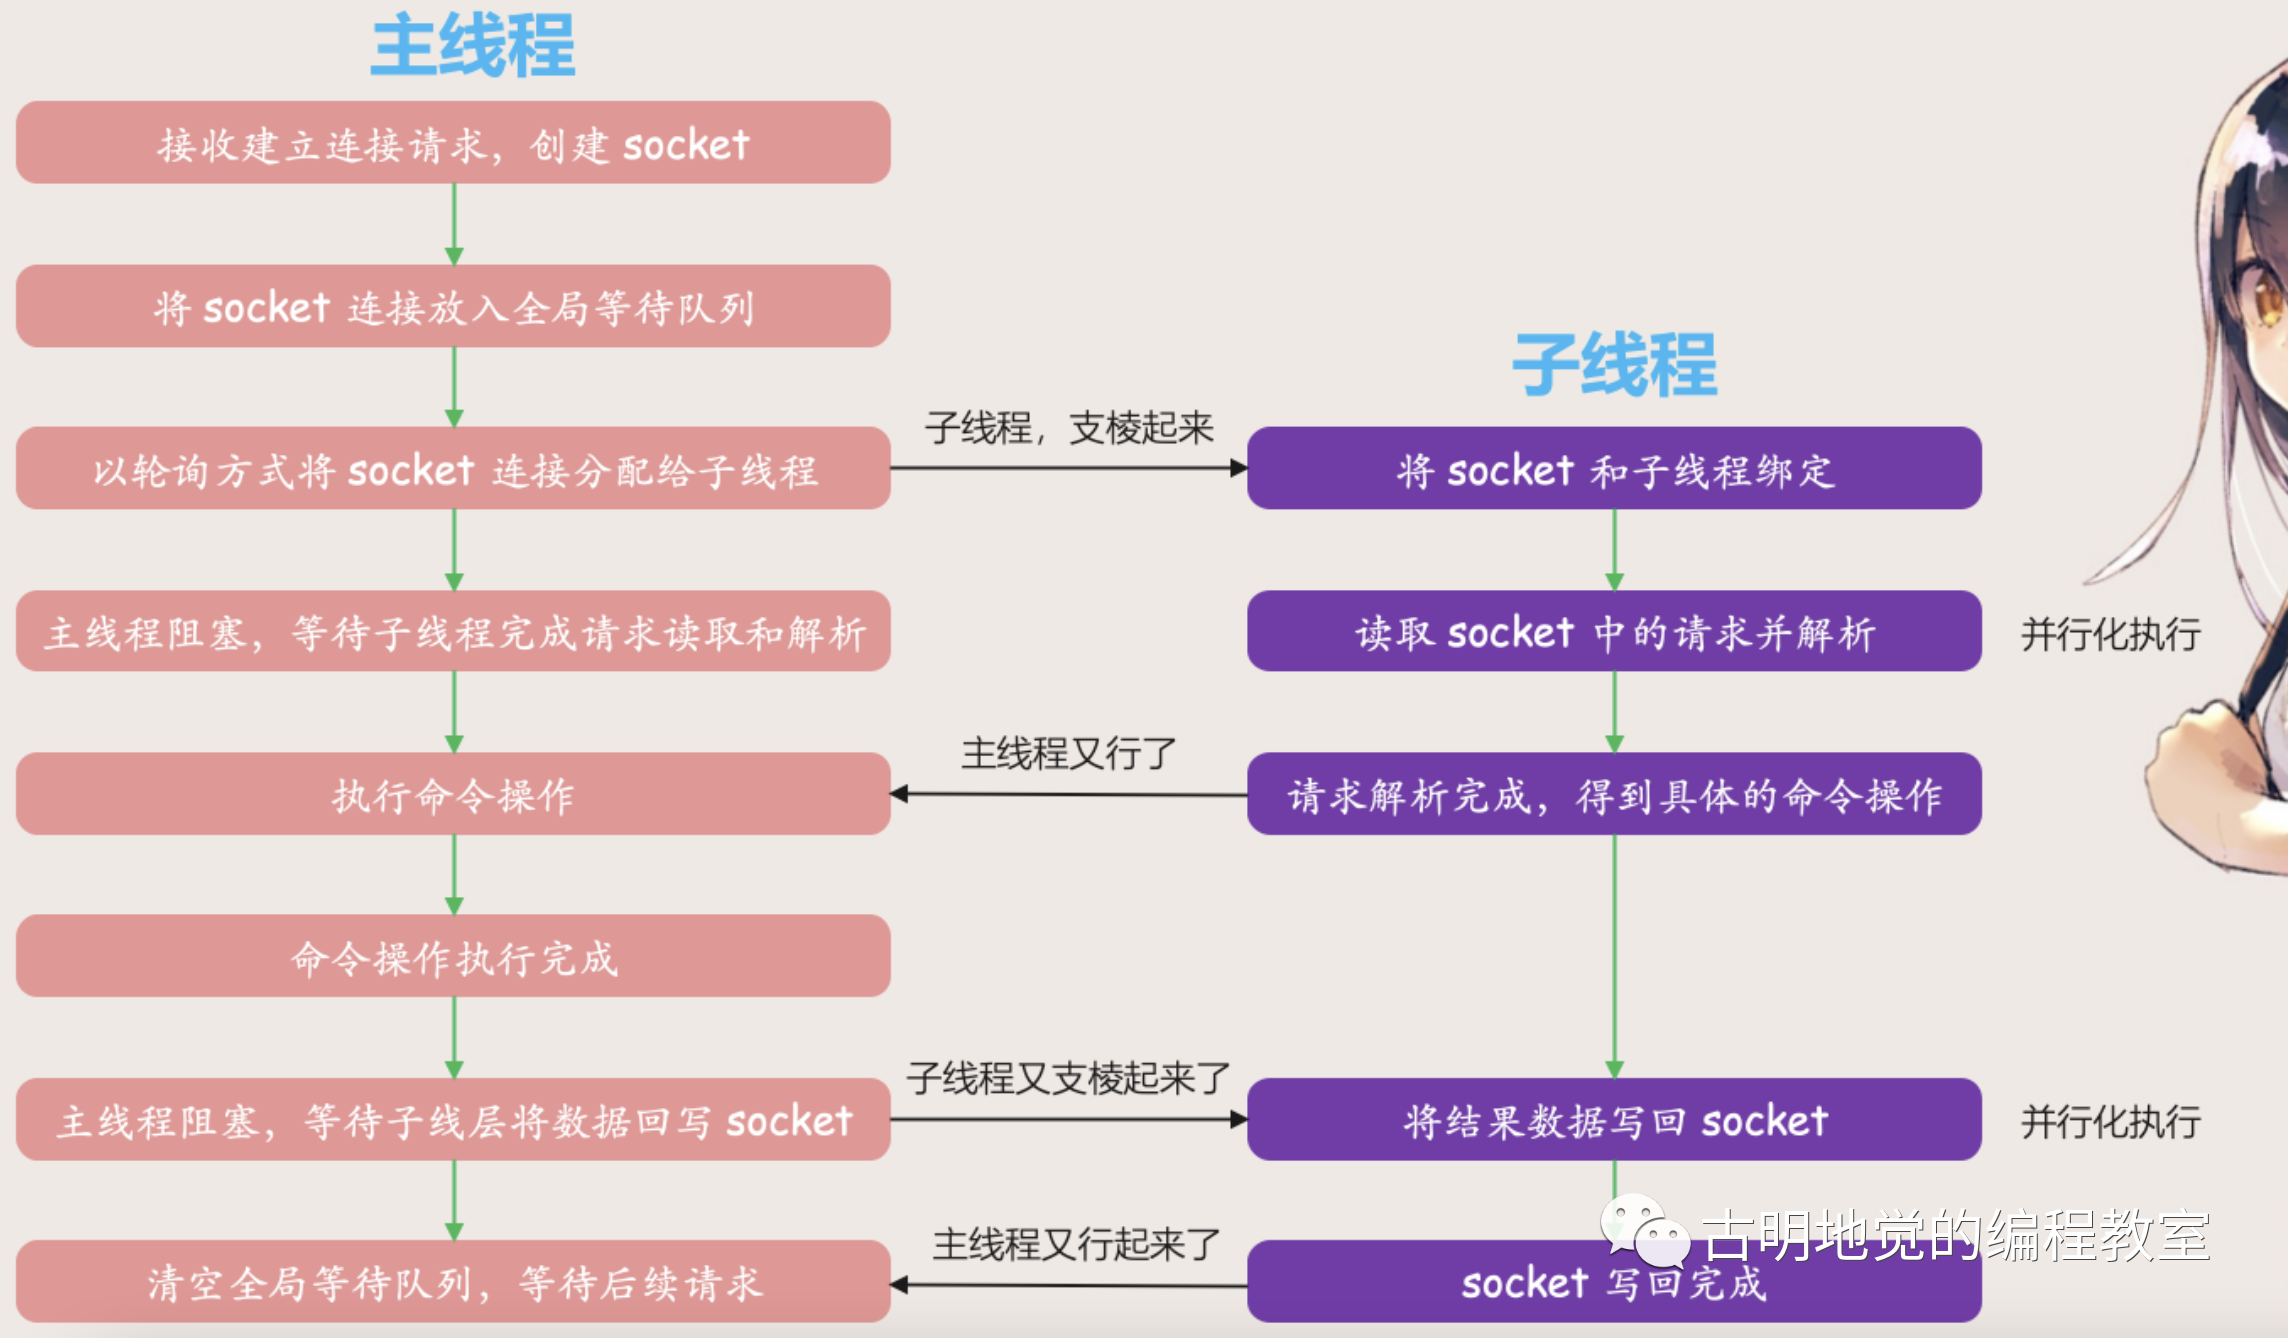 主线程
接收建立连接请求，创建 socket
将 socket 连接放入全局等待队列
子线程
子线程，支棱起来
以轮询方式将 socket 连接分配给子线程
将 socket 和子线程绑定
主线程阻塞，等待子线程完成请求读取和解析
读取 socket 中的请求并解析
并行化执行
主线程又行了
执行命令操作
请求解析完成，得到具体的命令操作
命令操作执行完成
子线程又支棱起来了
主线程阻塞，等待子线层将数据回写 socket
将结果数据写回 socket
并行化执行
古明地觉的编程教室
主线程又行起来了
清空全局等待队列，等待后续请求
socket 写回完成